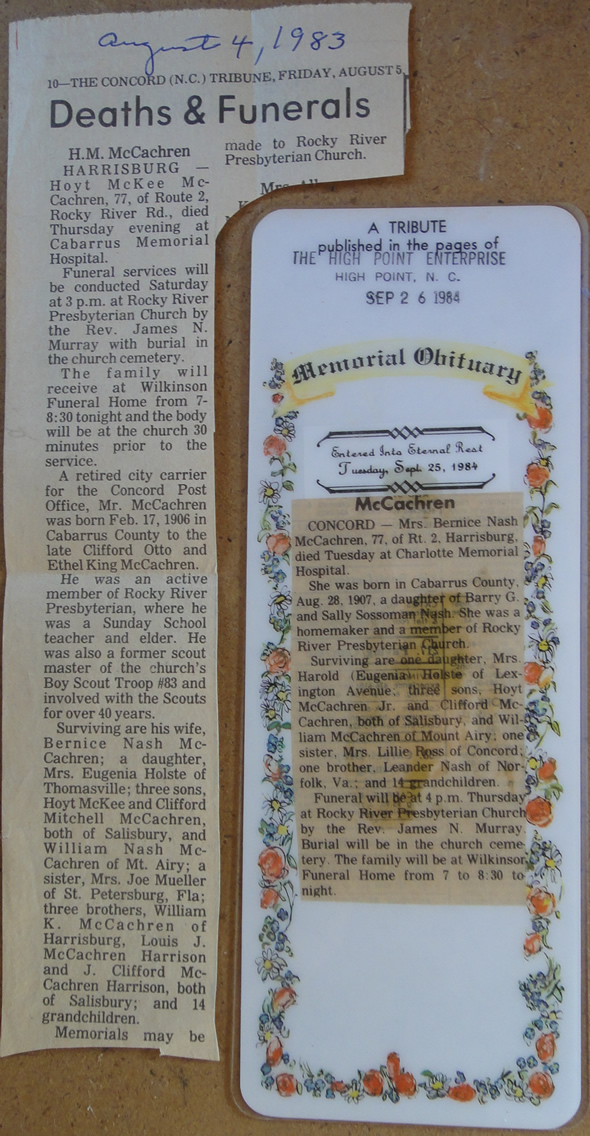 August 4, 1983
10—THE CONCORD (N.C.) TRIBUNE, FRIDAY, AUGUST 5,
Deaths & Funerals
H.M. McCachren
HARRISBURG —
Hoyt McKee Mc-
Cachren, 77, of Route 2,
Rocky River Rd., died
Thursday evening at
Cabarrus Memorial
Hospital.
Funeral services will
be conducted Saturday
at 3 p.m. at Rocky River
Presbyterian Church by
the Rev. James N.
Murray with burial in
the church cemetery.
The family will
receive at Wilkinson
Funeral Home from 7-
8:30 tonight and the body
will be at the church 30
minutes prior to the
service.
A retired city carrier
for the Concord Post
Office, Mr. McCachren
was born Feb. 17, 1906 in
Cabarrus County to the
late Clifford Otto and
Ethel King McCachren.
He was an active
member of Rocky River
Presbyterian, where he
was a Sunday School
teacher and elder. He
was also a former scout
master of the church's
Boy Scout Troop #83 and
involved with the Scouts
for over 40 years.
Surviving are his wife,
Bernice Nash Mc-
Cachren; a daughter,
Mrs. Eugenia Holste of
Thomasville; three sons,
Hoyt McKee and Clifford
Mitchell McCachren,
both of Salisbury, and
William Nash Mc-
Cachren of Mt. Airy; a
sister, Mrs. Joe Mueller
of St. Petersburg, Fla;
three brothers, William
K. McCachren of
Harrisburg, Louis J.
McCachren Harrison
and J. Clifford Mc-
Cachren Harrison, both
of Salisbury; and 14
grandchildren.
Memorials may be
made to Rocky River
Presbyterian Church.
A TRIBUTE
published in the pages of
THE HIGH POINT ENTERPRISE
HIGH POINT, N. C.
SEP 26 1984
Memorial Obituary
Entered Into Eternal Rest
Tuesday, Sept. 25, 1984
McCachren
CONCORD — Mrs. Bernice Nash
McCachren, 77, of Rt. 2, Harrisburg,
died Tuesday at Charlotte Memorial
Hospital.
She was born in Cabarrus County,
Aug. 28, 1907, a daughter of Barry G.
and Sally Sossoman Nash. She was a
homemaker and a member of Rocky
River Presbyterian Church.
Surviving are one daughter, Mrs.
Harold (Eugenia) Holste of Lex-
ington Avenue; three sons, Hoyt
McCachren Jr. and Clifford Mc-
Cachren, both of Salisbury, and Wil-
liam McCachren of Mount Airy; one
sister, Mrs. Lillie Ross of Concord;
one brother, Leander Nash of Nor-
folk, Va.; and 14 grandchildren.
Funeral will be at 4 p.m. Thursday
at Rocky River Presbyterian Church
by the Rev. James N. Murray.
Burial will be in the church ceme-
tery. The family will be at Wilkinson
Funeral Home from 7 to 8:30 to
night.